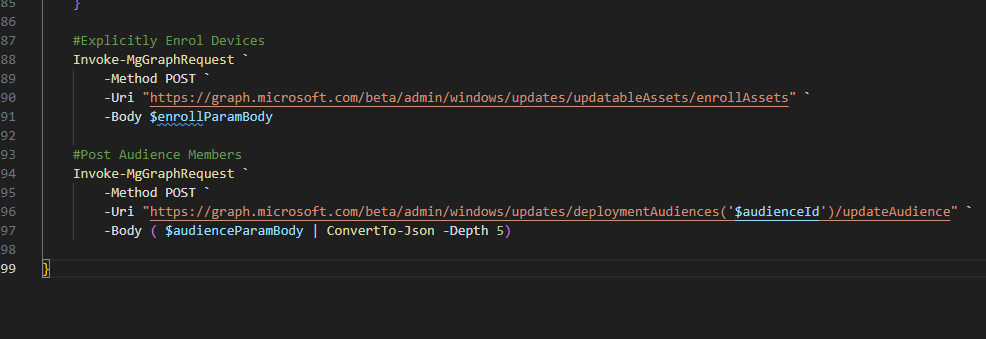 85 }
86
87 #Explicitly Enrol Devices
88 Invoke-MgGraphRequest `
89 -Method POST `
90 -Uri "https://graph.microsoft.com/beta/admin/windows/updates/updatableAssets/enrollAssets" `
91 -Body $enrollParamBody
92
93 #Post Audience Members
94 Invoke-MgGraphRequest `
95 -Method POST `
96 -Uri "https://graph.microsoft.com/beta/admin/windows/updates/deploymentAudiences('$audienceId')/updateAudience" `
97 -Body ( $audienceParamBody | ConvertTo-Json -Depth 5)
98
99 }